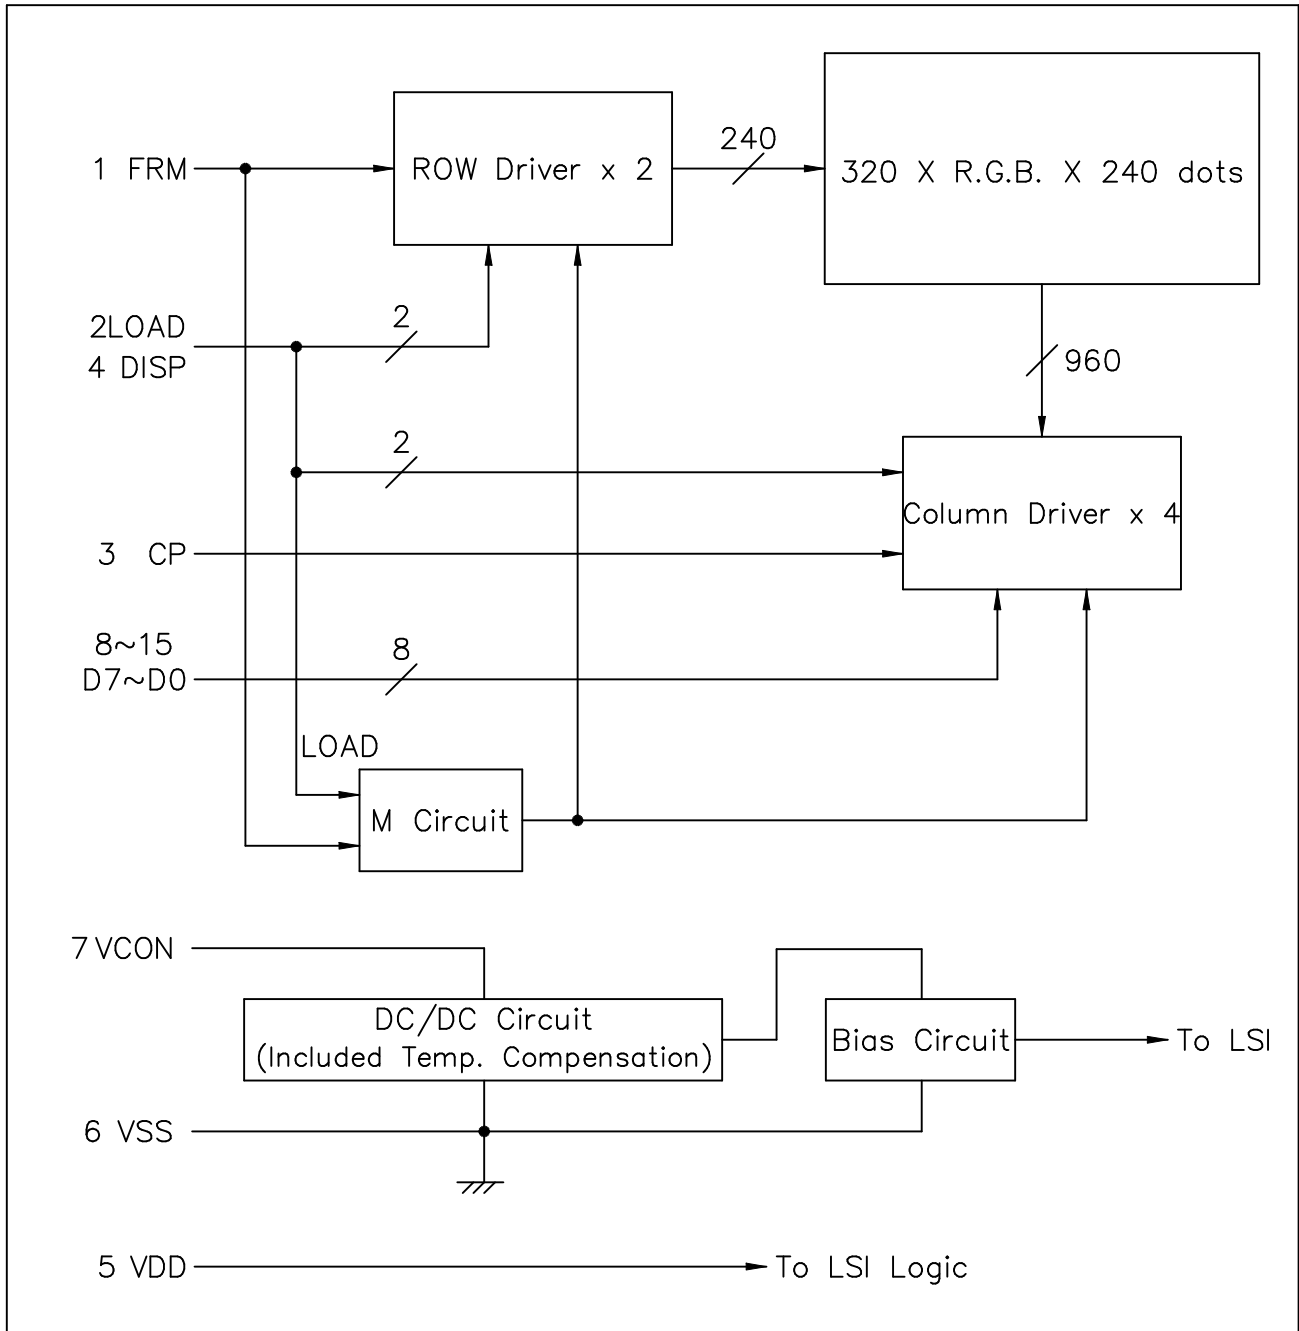 240
1 FRM
ROW Driver x 2
320 X R.G.B. X 240 dots
2
2LOAD
4 DISP
960
2
Column Driver x 4
3 CP
8~15
8
D7~D0
LOAD
M Circuit
7 VCON
DC/DC Circuit
(Included Temp. Compensation)
Bias Circuit
To LSI
6 VSS
5 VDD
To LSI Logic